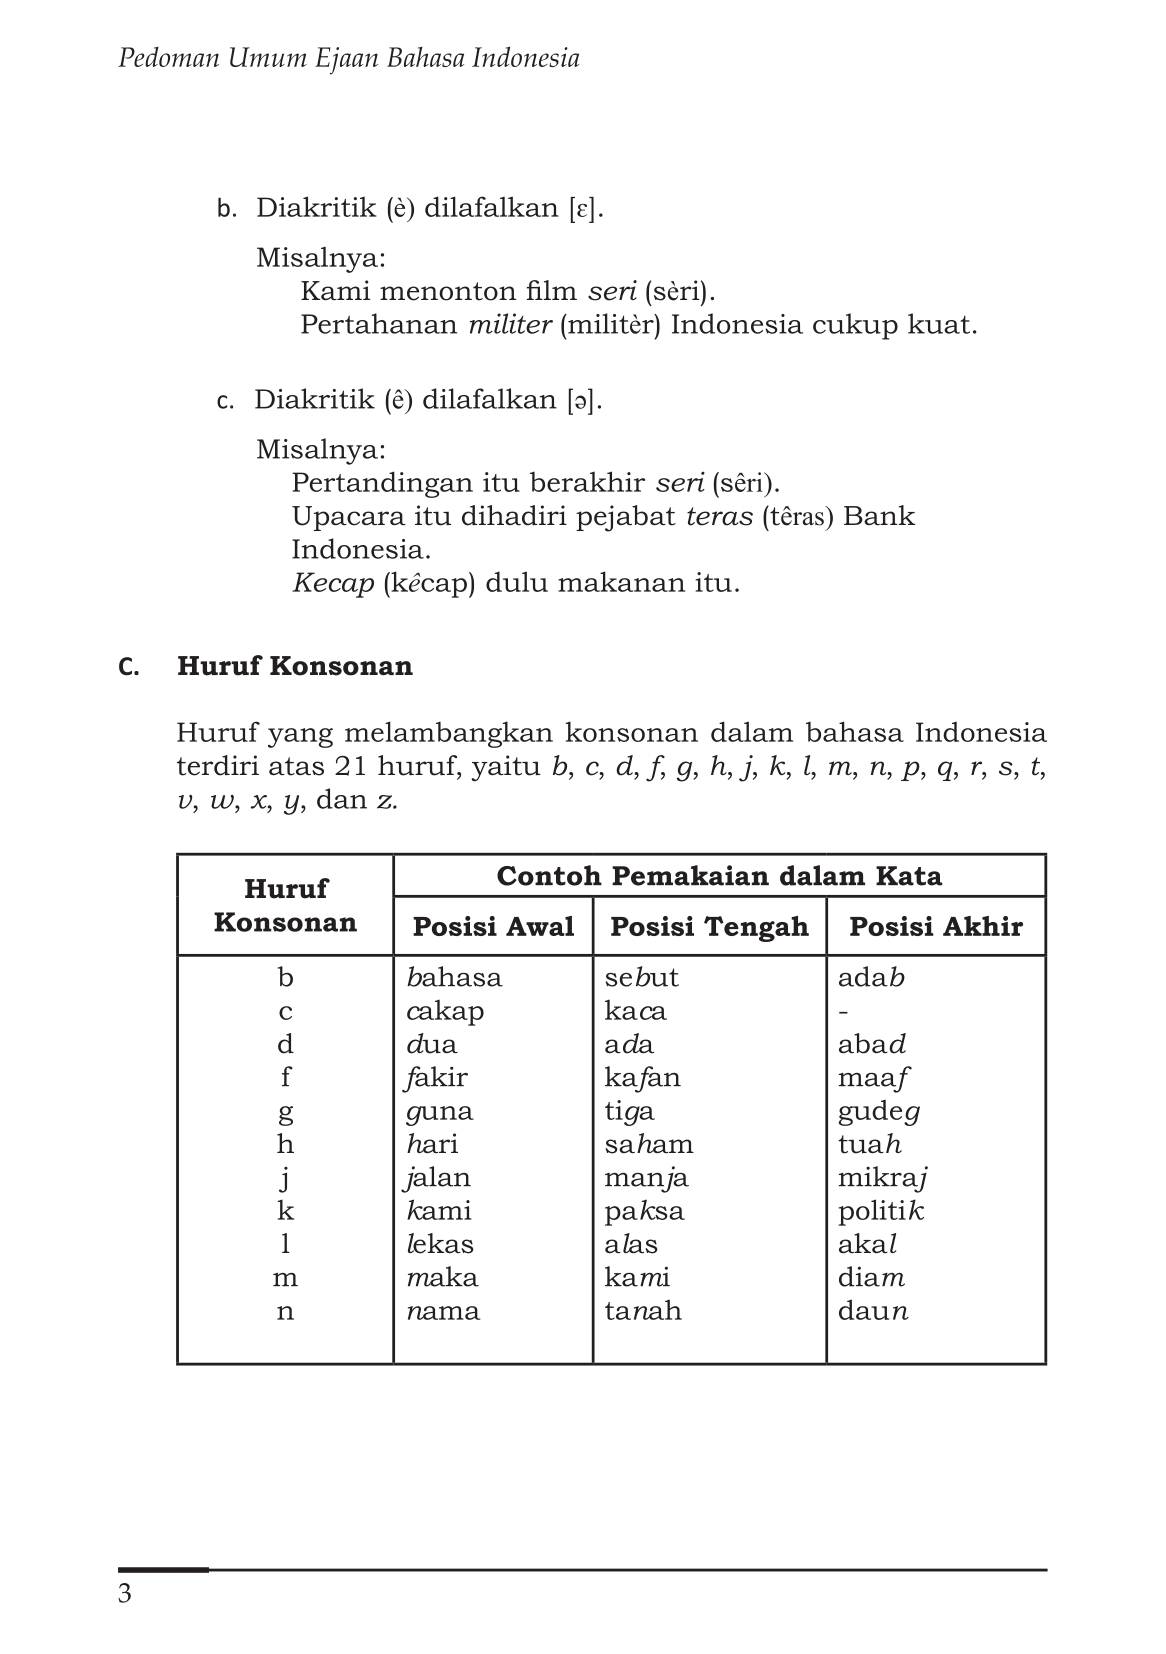 Pedoman Umum Ejaan Bahasa Indonesia
b. Diakritik (è) dilafalkan [ɛ].
Misalnya:
Kami menonton film seri (sèri).
Pertahanan militer (militèr) Indonesia cukup kuat.
c. Diakritik (ê) dilafalkan [ə].
Misalnya:
Pertandingan itu berakhir seri (sêri).
Upacara itu dihadiri pejabat teras (têras) Bank
Indonesia.
Kecap (kêcap) dulu makanan itu.
C. Huruf Konsonan
Huruf yang melambangkan konsonan dalam bahasa Indonesia
terdiri atas 21 huruf, yaitu b, c, d, f, g, h, j, k, l, m, n, p, q, r, s, t,
v, w, x, y, dan z.
Huruf Konsonan Contoh Pemakaian dalam Kata
Posisi Awal Posisi Tengah Posisi Akhir
b bahasa sebut adab
c cakap kaca -
d dua ada abad
f fakir kafan maaf
g guna tiga gudeg
h hari saham tuah
j jalan manja mikraj
k kami paksa politik
l lekas alas akal
m maka kami diam
n nama tanah daun
3